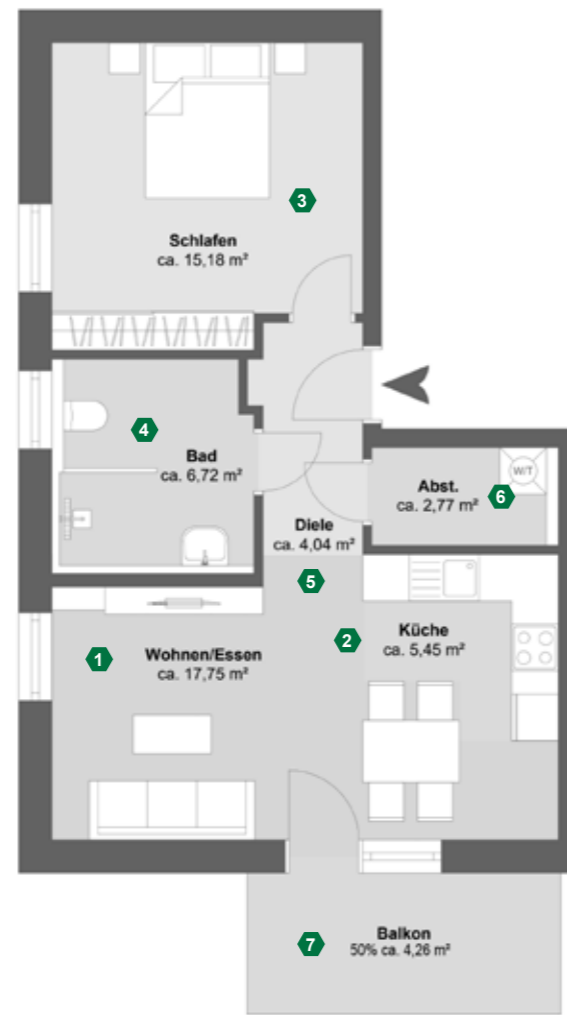 3
Schlafen
ca. 15,18 m²
4
Bad
ca. 6,72 m²
W/T
Abst.
6
ca. 2,77 m²
Diele
ca. 4,04 m²
5
Küche
2
ca. 5,45 m²
1
Wohnen/Essen
ca. 17,75 m²
Balkon
7
50% ca. 4,26 m²